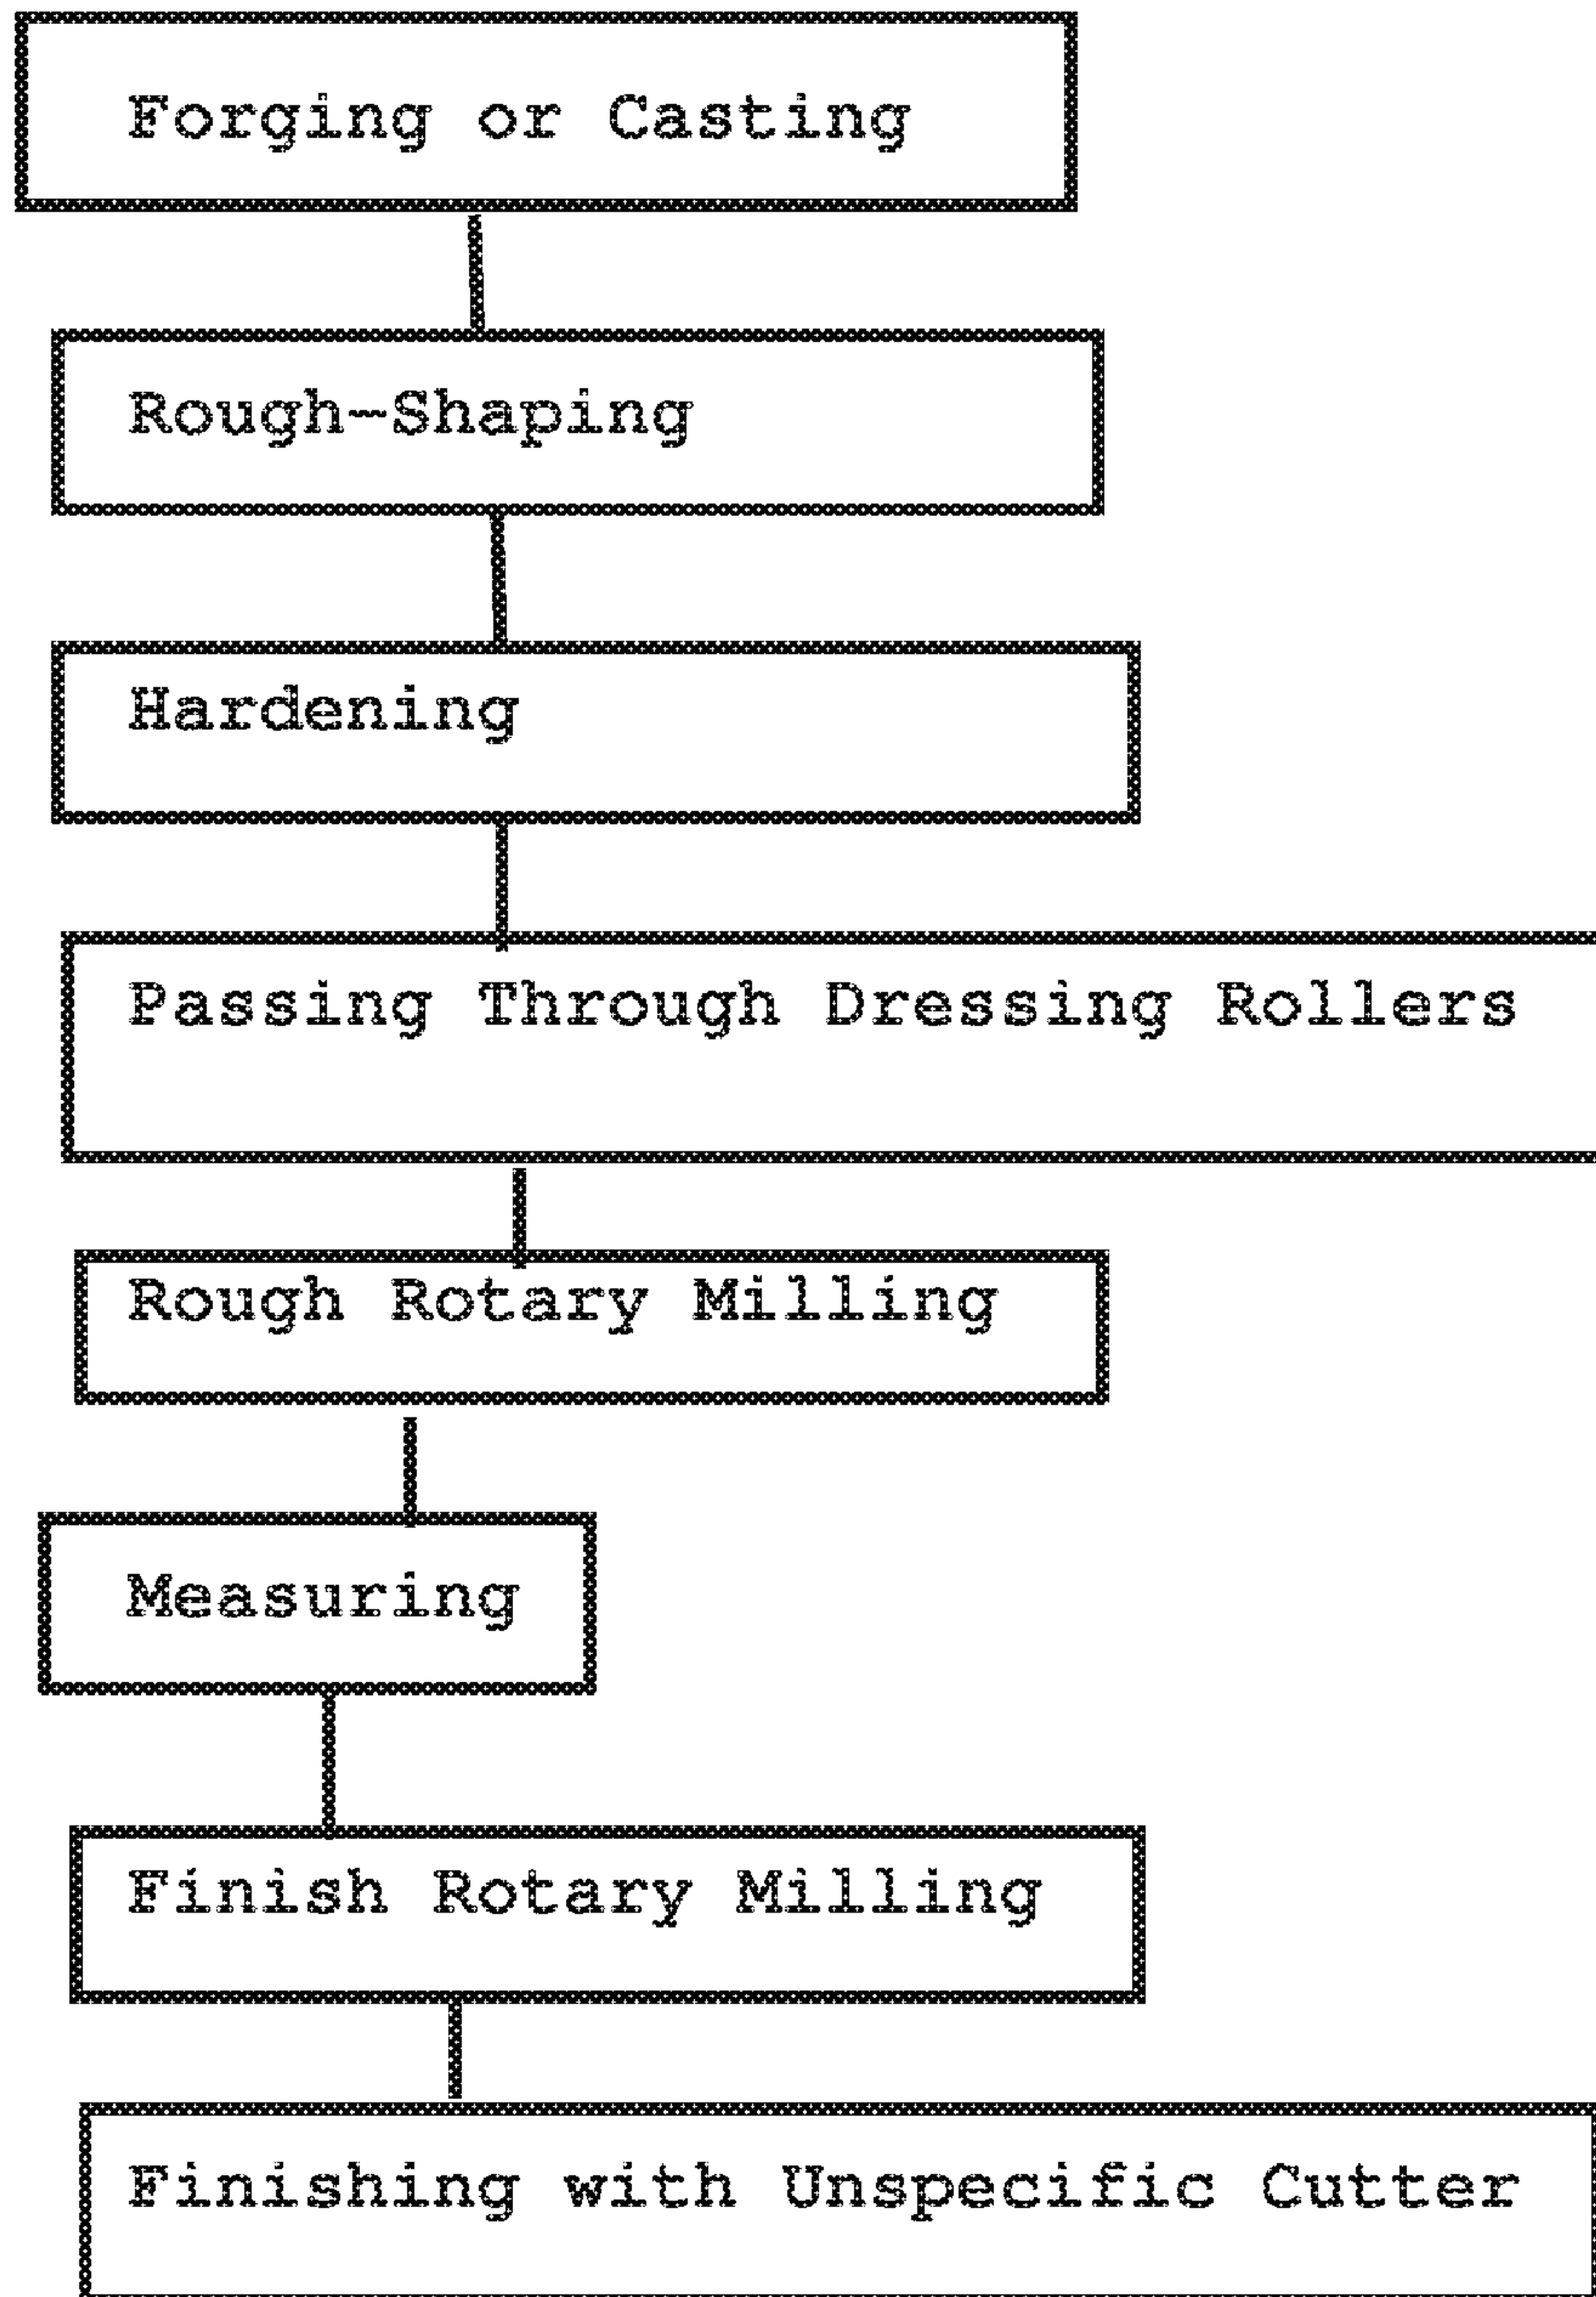 Forging or Casting
Rough-Shaping
Hardening
Passing Through Dressing Rollers
Rough Rotary Milling
Measuring
Finish Rotary Milling
Finishing with Unspecific Cutter